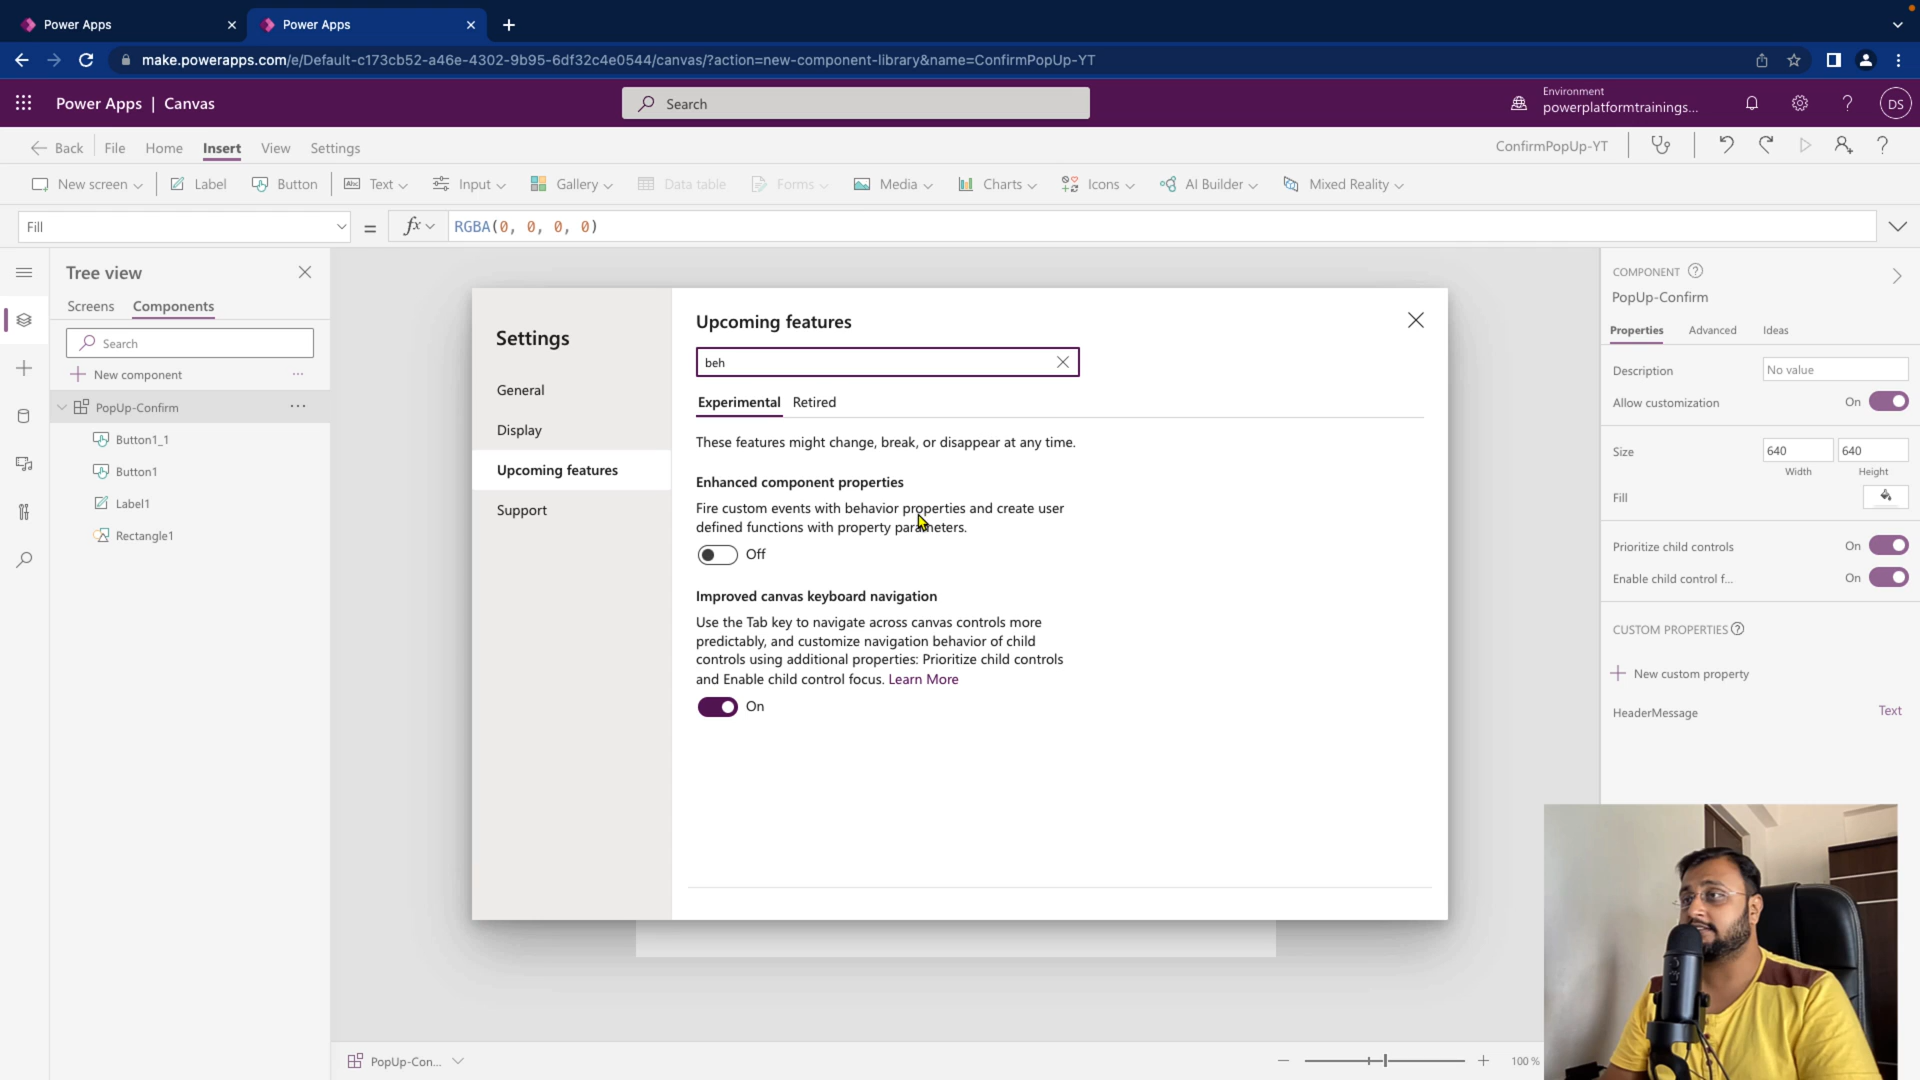 Power Apps
Power Apps
make.powerapps.com/e/Default-c173cb52-a46e-4302-9b95-6df32c4e0544/canvas/?action=new-component-library&name=ConfirmPopUp-YT
Power Apps | Canvas
Search
Environment
powerplatformtrainings...
DS
Back
File
Home
Insert
View
Settings
ConfirmPopUp-YT
New screen
Label
Button
Text
Input
Gallery
Data table
Forms
Media
Charts
Icons
AI Builder
Mixed Reality
Fill
=
fx
RGBA(0, 0, 0, 0)
Tree view
Screens
Components
Search
New component
PopUp-Confirm
Button1_1
Button1
Label1
Rectangle1
Settings
General
Display
Upcoming features
Support
Upcoming features
beh
Experimental
Retired
These features might change, break, or disappear at any time.
Enhanced component properties
Fire custom events with behavior properties and create user
defined functions with property parameters.
Off
Improved canvas keyboard navigation
Use the Tab key to navigate across canvas controls more
predictably, and customize navigation behavior of child
controls using additional properties: Prioritize child controls
and Enable child control focus. Learn More
On
COMPONENT
PopUp-Confirm
Properties
Advanced
Ideas
Description
No value
Allow customization
On
Size
640
640
Width
Height
Fill
Prioritize child controls
On
Enable child control f...
On
CUSTOM PROPERTIES
New custom property
HeaderMessage
Text
PopUp-Con...
100 %